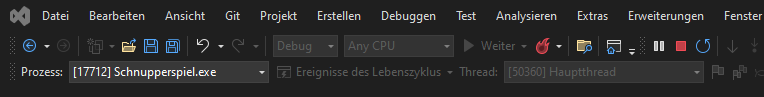 Datei Bearbeiten Ansicht Git Projekt Erstellen Debuggen Test Analysieren Extras Erweiterungen Fenster
Debug Any CPU Weiter
Prozess: [17712] Schnupperspiel.exe Ereignisse des Lebenszyklus Thread: [50360] Hauptthread